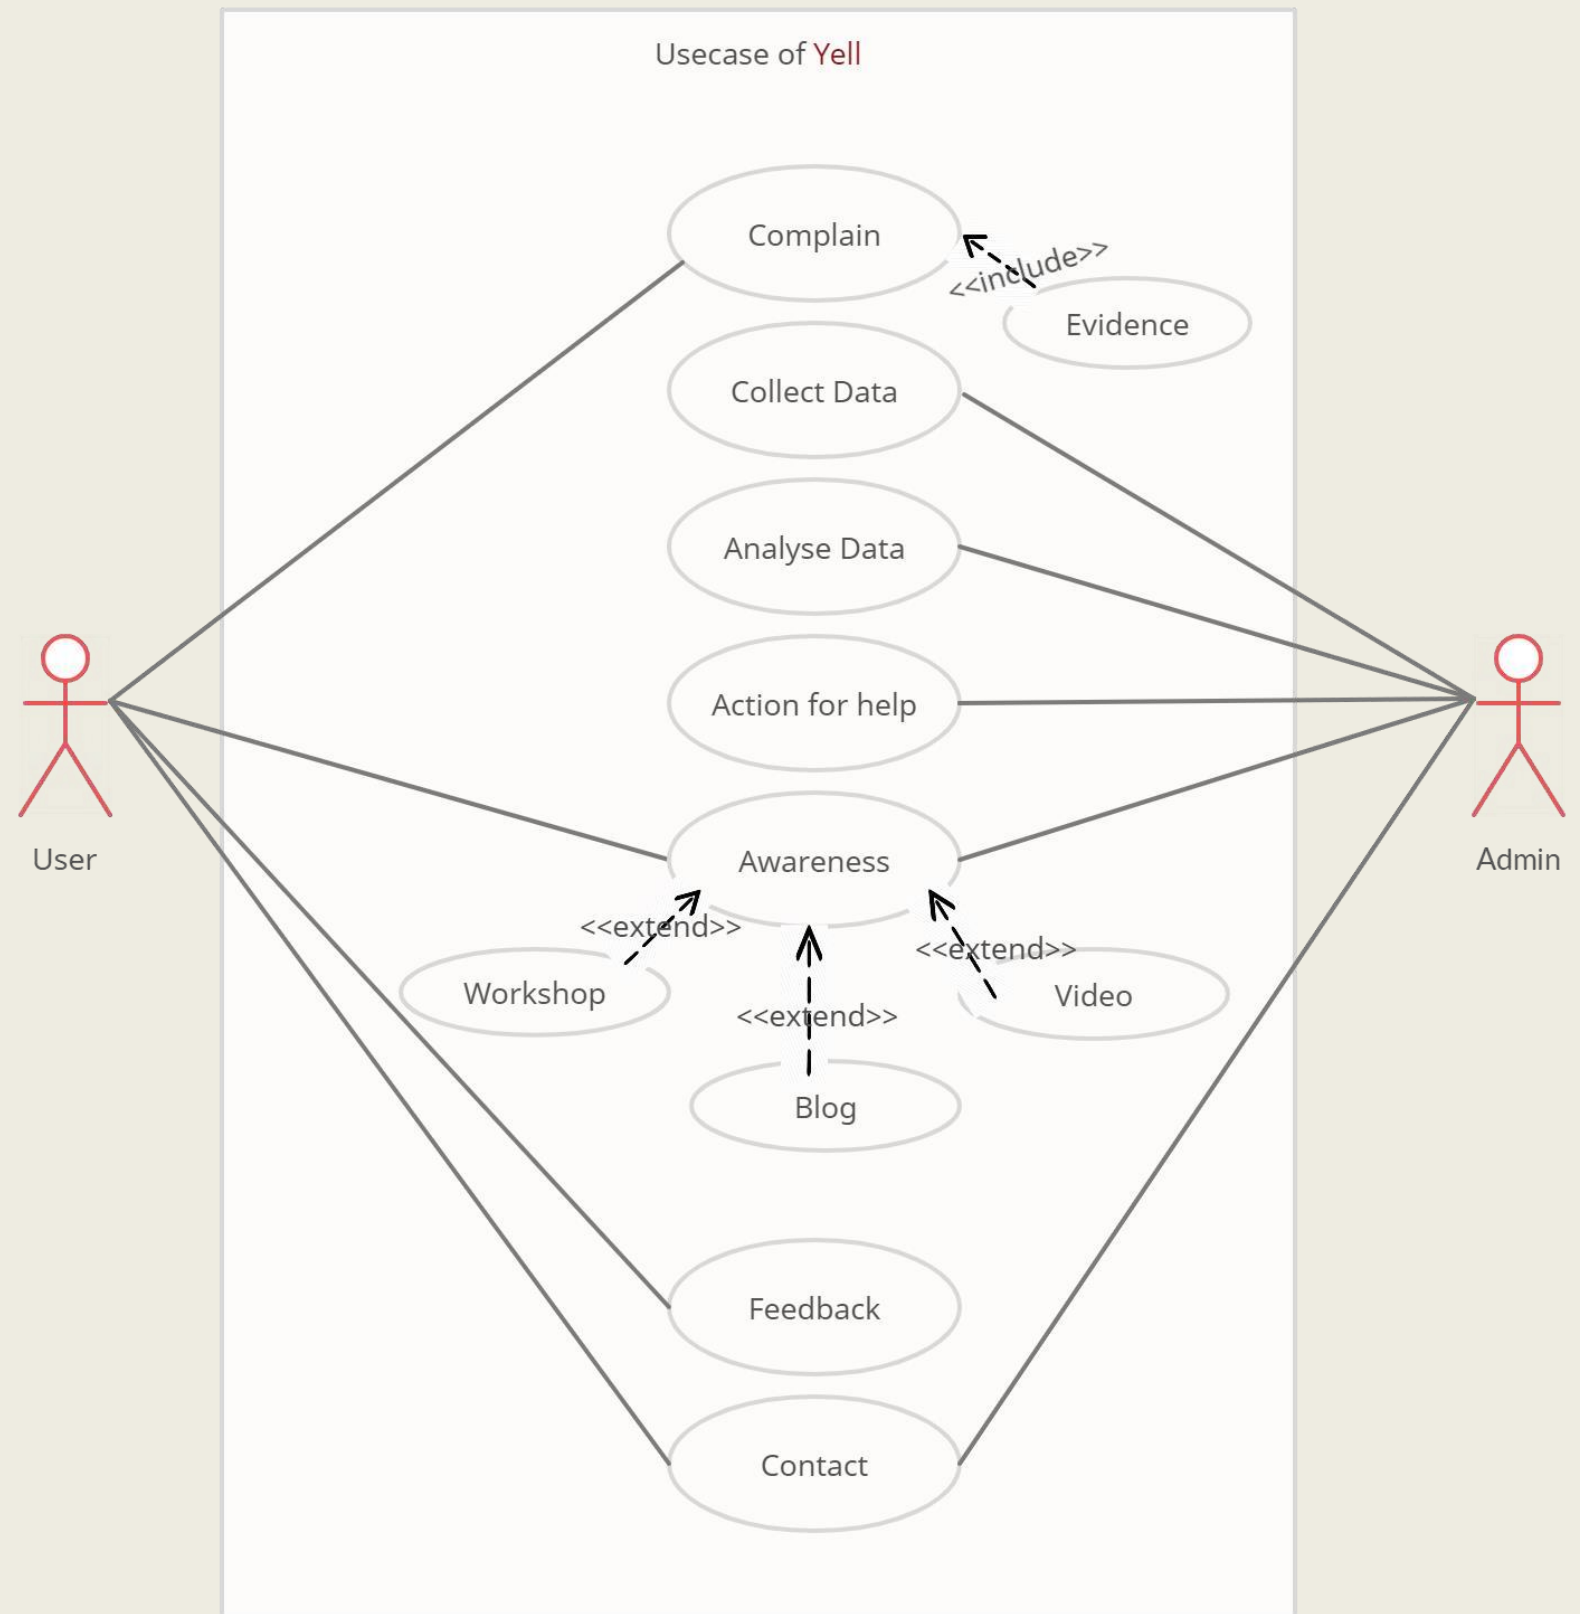 Usecase of Yell
Complain
<<include>>
Evidence
Collect Data
Analyse Data
Action for help
User
Admin
Awareness
<<extend>>
<<extend>>
Workshop
Video
<<extend>>
Blog
Feedback
Contact